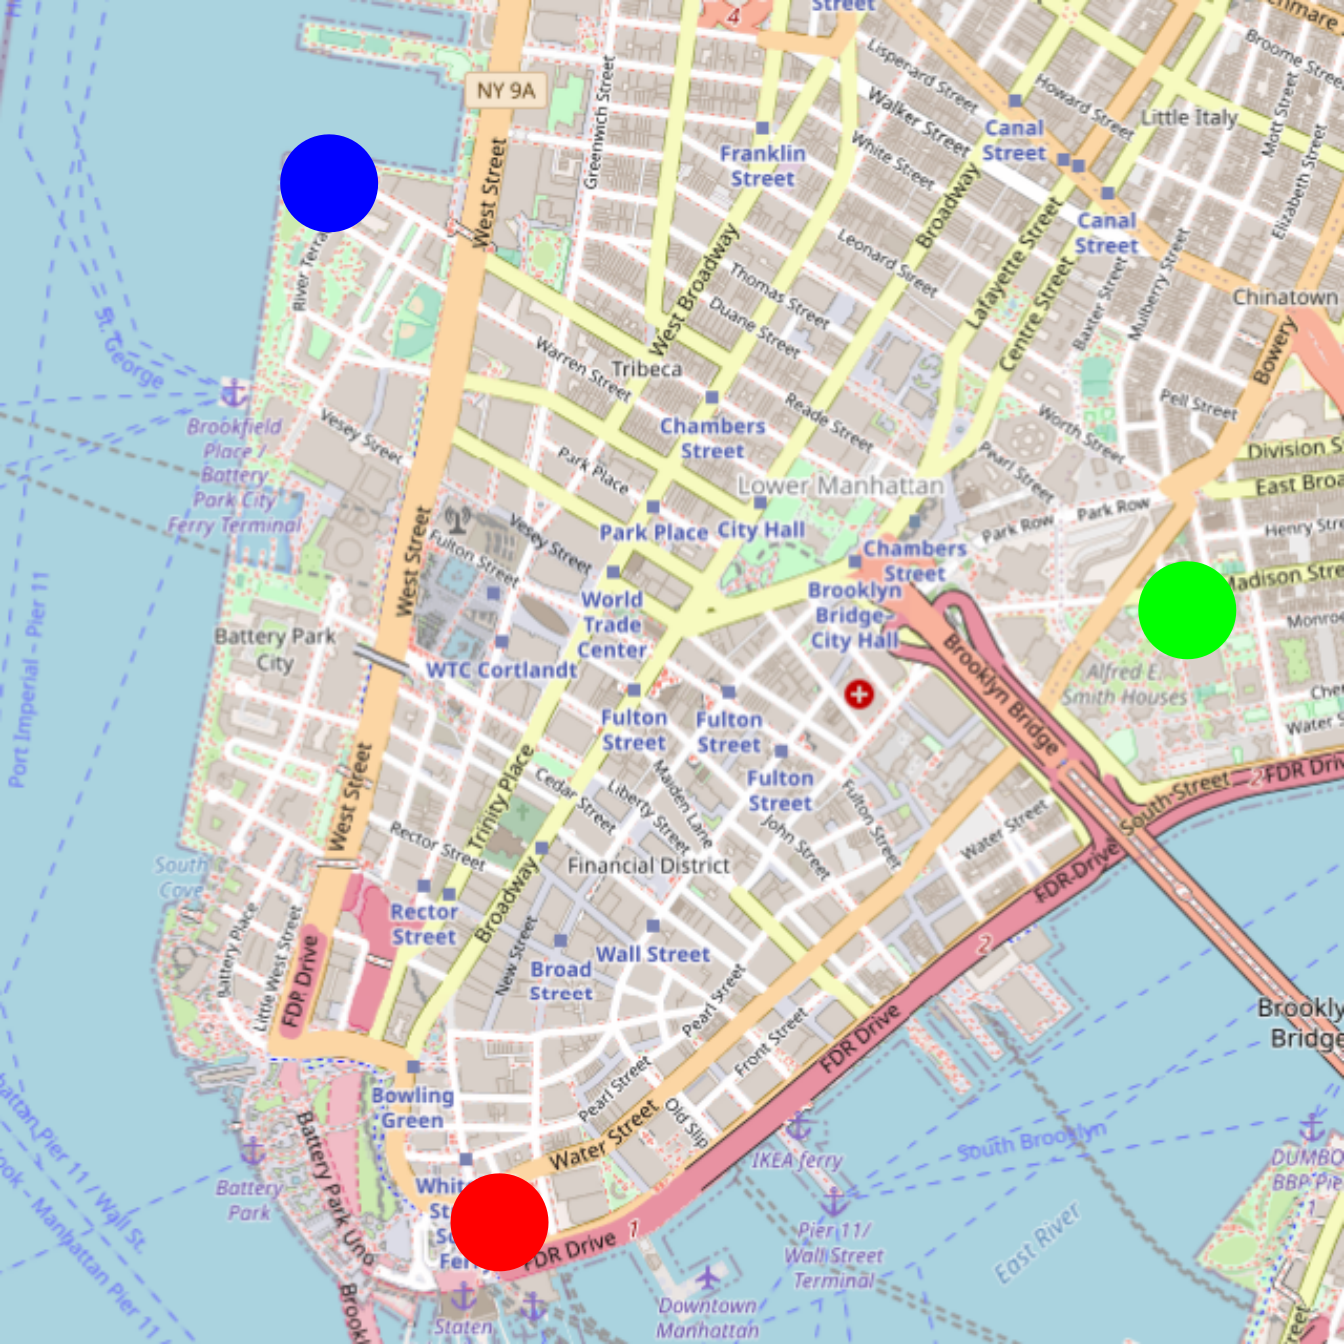 Street
4
NY 9A
Greenwich Street
West Street
Lispenard Street
Walker Street
White Street
Howard Street
Canal
Street
Little Italy
Broome Stree
Mott Street
Elizabeth Street
Franklin
Street
Canal
Street
Broadway
Leonard Street
Lafayette Street
Centre Street
Baxter Street
Mulberry Street
Chinatown
Bowery
River Terra
St. George
West Broadway
Thomas Street
Duane Street
Warren Street
Tribeca
Reade Street
Chambers
Street
Worth Street
Pell Street
Division S
East Broa
Henry Str
Madison Stre
Monroe
Brookfield
Place /
Battery
Park City
Ferry Terminal
Vesey Street
West Street
Park Place
Pearl Street
Lower Manhattan
Park Row
Park Row
Fulton Street
Vesey Street
Park Place
City Hall
Chambers
Street
Brooklyn
Bridge-
City Hall
World
Trade
Center
WTC Cortlandt
Battery Park
City
Port Imperial - Pier 11
Alfred E.
Smith Houses
Brooklyn Bridge
Water
Fulton
Street
Fulton
Street
Fulton
Street
Trinity Place
Cedar Street
Liberty Street
Maiden Lane
John Street
Fulton Street
Water Street
South Street
2
FDR Driv
FDR Drive
West Street
Rector Street
Financial District
South
Cove
Rector
Street
Broadway
New Street
Broad
Street
Wall Street
Pearl Street
Front Street
FDR Drive
2
Battery Place
Little West Street
FDR Drive
Brookly
Bridge
Bowling
Green
Pearl Street
Water Street
Old Slip
IKEA ferry
South Brooklyn
DUMBO
BBP Pie
1
Battery
Park
Battery Park Uno
Whit
St
S
Fer
FDR Drive
1
Pier 11/
Wall Street
Terminal
East River
hattan, Pier 11 / Wall St.
ook - Manhattan Pier 11 /
Brookl
Staten
Downtown
Manhattan
reet